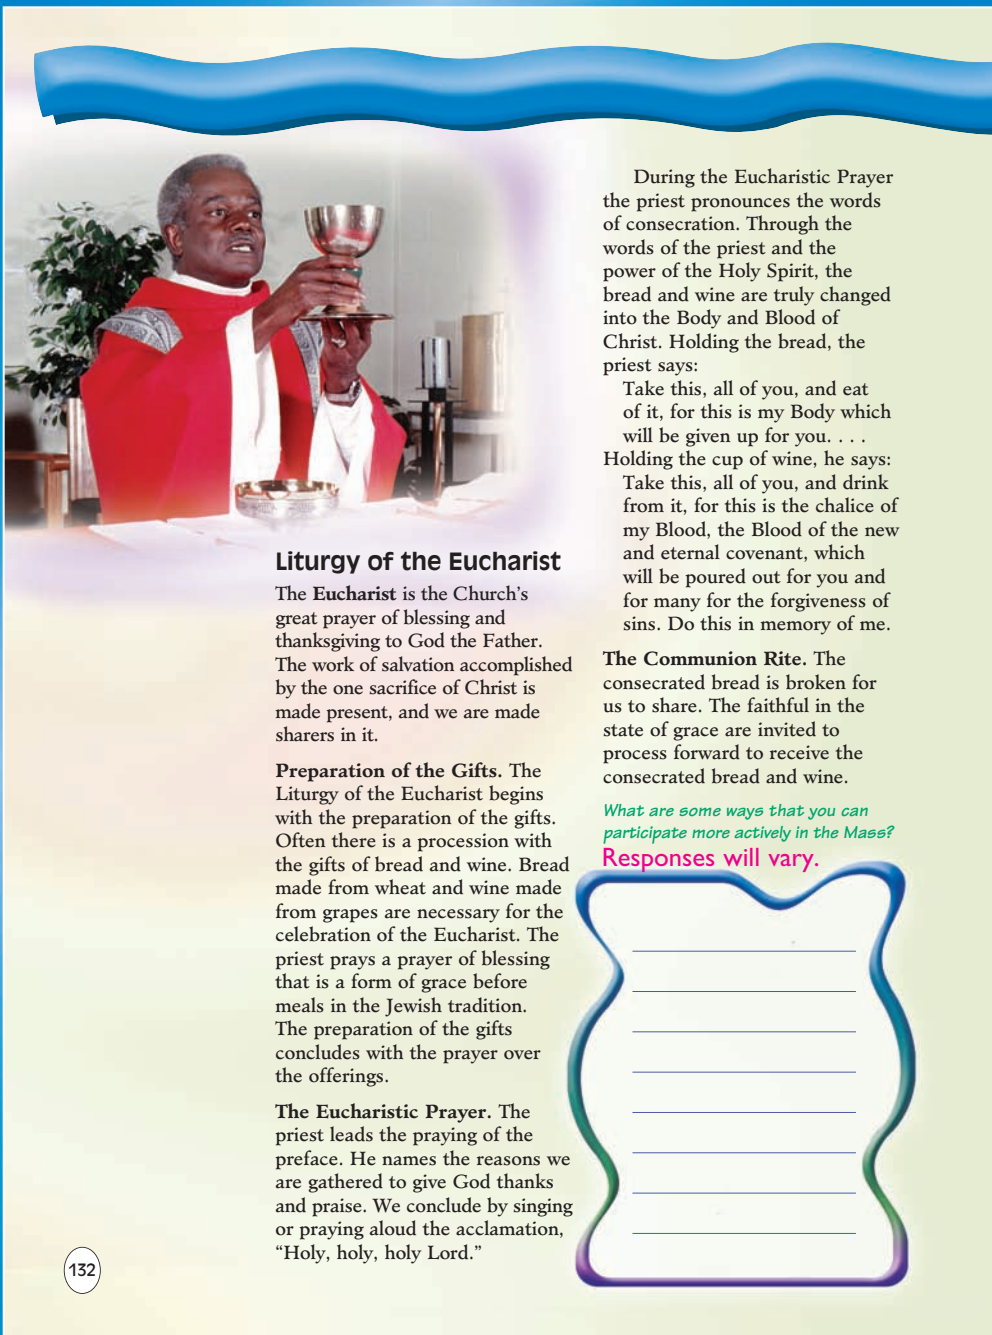 Liturgy of the Eucharist
The Eucharist is the Church's
great prayer of blessing and
thanksgiving to God the Father.
The work of salvation accomplished
by the one sacrifice of Christ is
made present, and we are made
sharers in it.
Preparation of the Gifts. The
Liturgy of the Eucharist begins
with the preparation of the gifts.
Often there is a procession with
the gifts of bread and wine. Bread
made from wheat and wine made
from grapes are necessary for the
celebration of the Eucharist. The
priest prays a prayer of blessing
that is a form of grace before
meals in the Jewish tradition.
The preparation of the gifts
concludes with the prayer over
the offerings.
The Eucharistic Prayer. The
priest leads the praying of the
preface. He names the reasons we
are gathered to give God thanks
and praise. We conclude by singing
or praying aloud the acclamation,
"Holy, holy, holy Lord."
During the Eucharistic Prayer
the priest pronounces the words
of consecration. Through the
words of the priest and the
power of the Holy Spirit, the
bread and wine are truly changed
into the Body and Blood of
Christ. Holding the bread, the
priest says:
Take this, all of you, and eat
of it, for this is my Body which
will be given up for you. . . .
Holding the cup of wine, he says:
Take this, all of you, and drink
from it, for this is the chalice of
my Blood, the Blood of the new
and eternal covenant, which
will be poured out for you and
for many for the forgiveness of
sins. Do this in memory of me.
The Communion Rite. The
consecrated bread is broken for
us to share. The faithful in the
state of grace are invited to
process forward to receive the
consecrated bread and wine.
What are some ways that you can
participate more actively in the Mass?
Responses will vary.
132